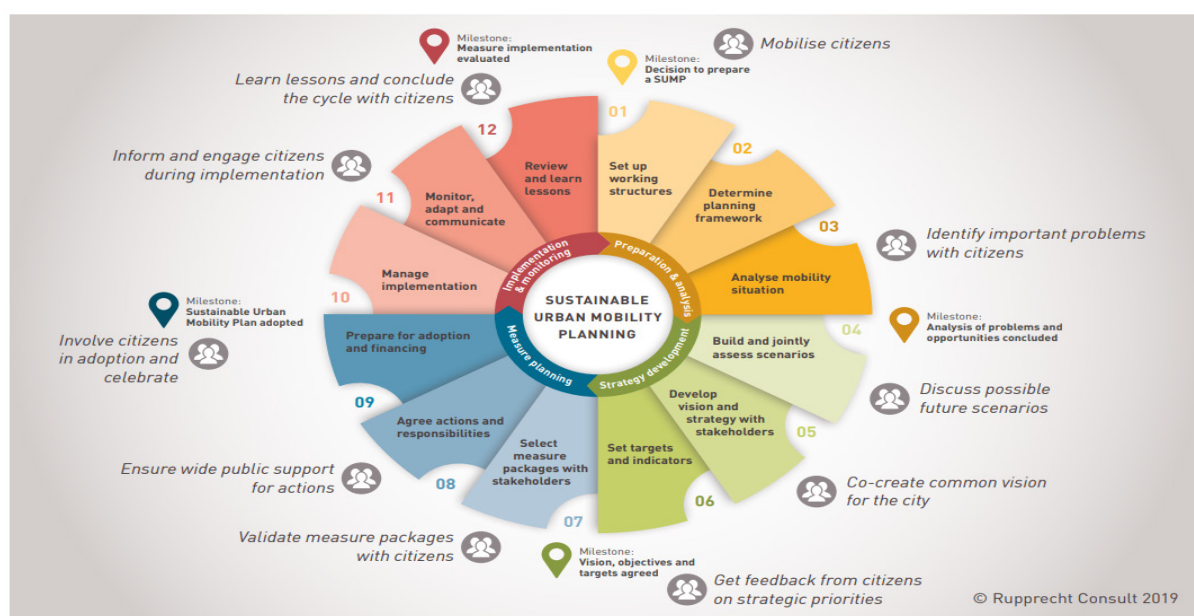 Milestone:
Measure implementation
evaluated
Milestone:
Decision to prepare
a SUMP
Mobilise citizens
Learn lessons and conclude
the cycle with citizens
Inform and engage citizens
during implementation
01
Set up
working
structures
02
Determine
planning
framework
03
Analyse mobility
situation
Identify important problems
with citizens
Milestone:
Analysis of problems and
opportunities concluded
04
Build and jointly
assess scenarios
Discuss possible
future scenarios
05
Develop
vision and
strategy with
stakeholders
Co-create common vision
for the city
06
Set targets
and indicators
Get feedback from citizens
on strategic priorities
Milestone:
Vision, objectives and
targets agreed
07
Select
measure
packages with
stakeholders
Validate measure packages
with citizens
08
Agree actions and
responsibilities
Ensure wide public support
for actions
09
Prepare for adoption
and financing
Milestone:
Sustainable Urban
Mobility Plan adopted
Involve citizens
in adoption and
celebrate
10
Manage
implementation
11
Monitor,
adapt and
communicate
12
Review
and learn
lessons
Preparation & analysis
Strategy development
Measure planning
Implementation
& monitoring
SUSTAINABLE
URBAN MOBILITY
PLANNING
© Rupprecht Consult 2019